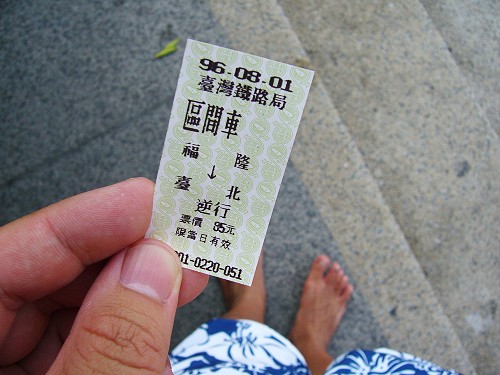 96.08.01
臺灣鐵路局
區間車
福隆
↓
臺北
逆行
票價 85元
限當日有效
001-0220-051